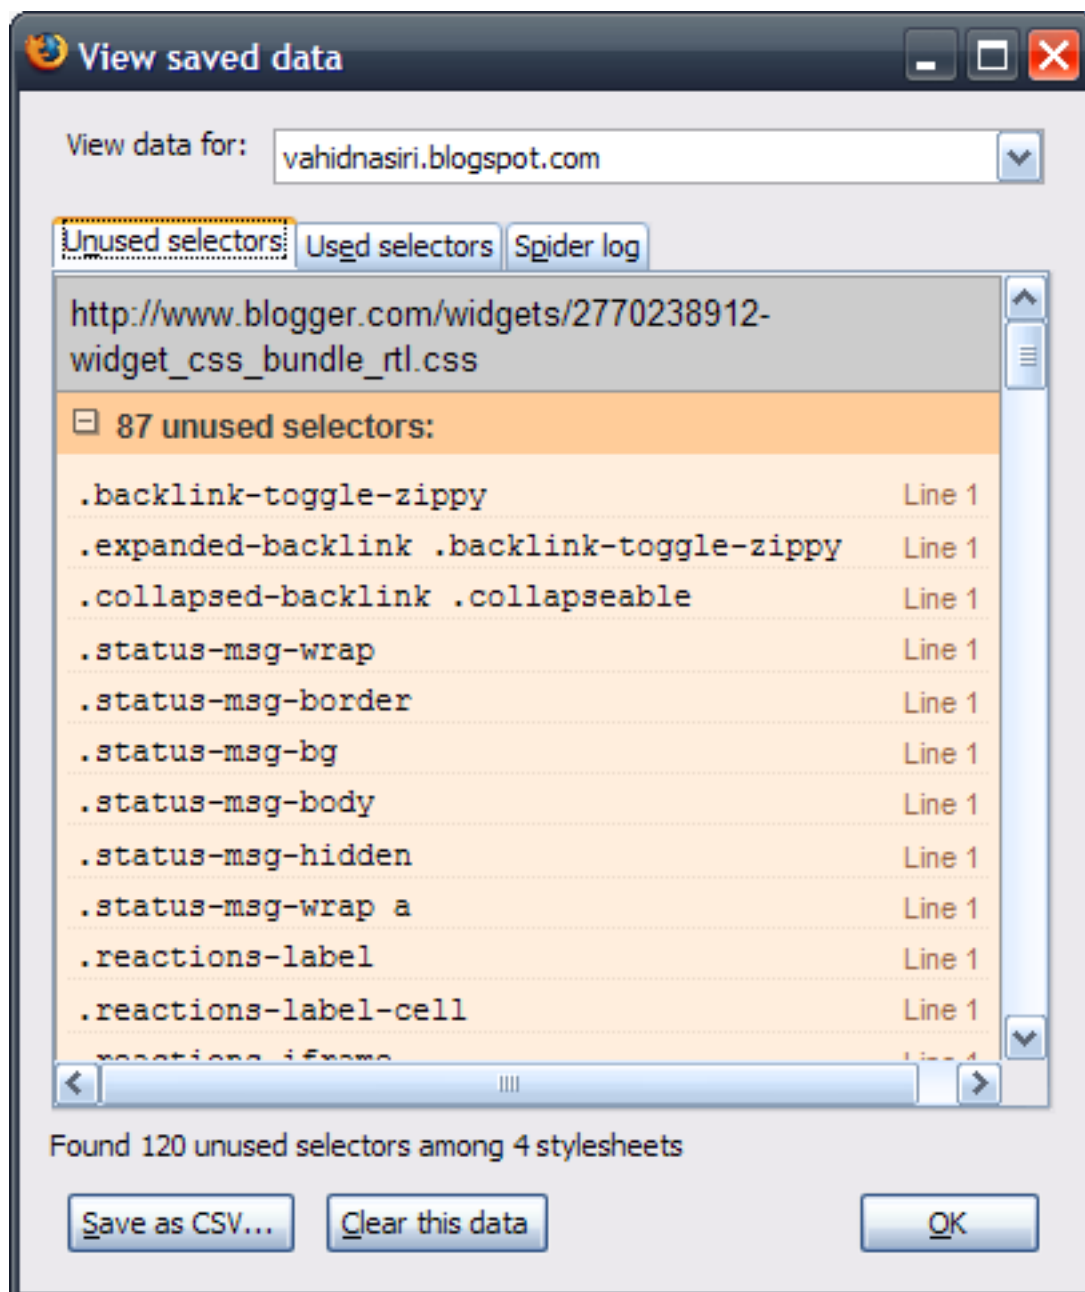 View saved data
View data for: vahidnasiri.blogspot.com
Unused selectors Used selectors Spider log
http://www.blogger.com/widgets/2770238912-
widget_css_bundle_rtl.css
87 unused selectors:
.backlink-toggle-zippy Line 1
.expanded-backlink .backlink-toggle-zippy Line 1
.collapsed-backlink .collapseable Line 1
.status-msg-wrap Line 1
.status-msg-border Line 1
.status-msg-bg Line 1
.status-msg-body Line 1
.status-msg-hidden Line 1
.status-msg-wrap a Line 1
.reactions-label Line 1
.reactions-label-cell Line 1
.reactions-iframe Line 1
Found 120 unused selectors among 4 stylesheets
Save as CSV... Clear this data OK